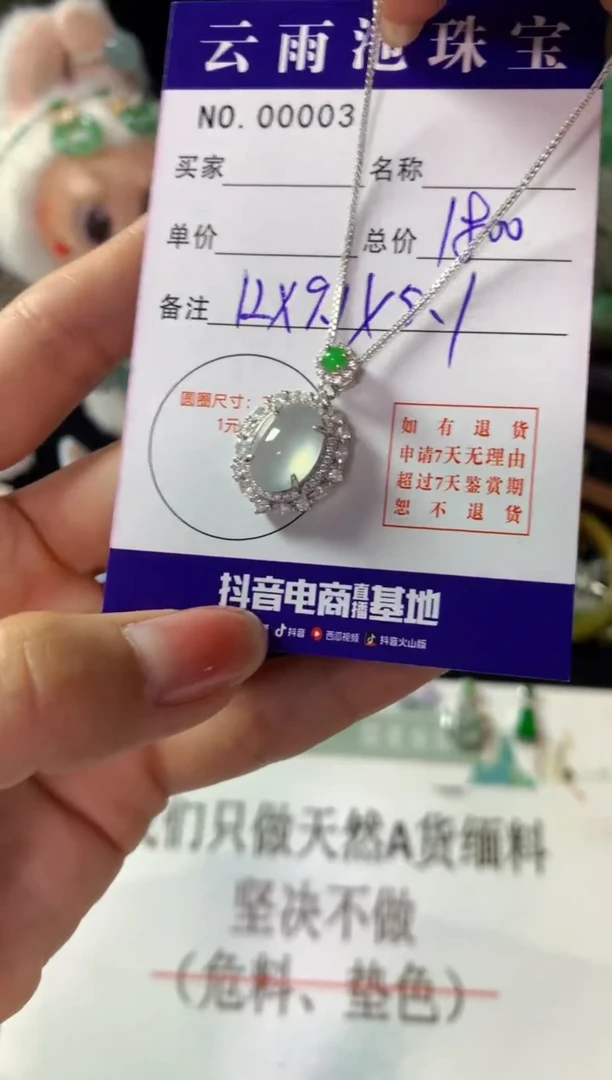 云雨池珠宝
NO. 00003
买家 名称
单价 总价 1800
备注 12X9.1X5.1
圆圈尺寸:
1元
如有退货
申请7天无理由
超过7天鉴赏期
恕不退货
抖音电商直播基地
抖音 西瓜视频 抖音火山版
们只做天然A货缅料
坚决不做
(危料、垫色)